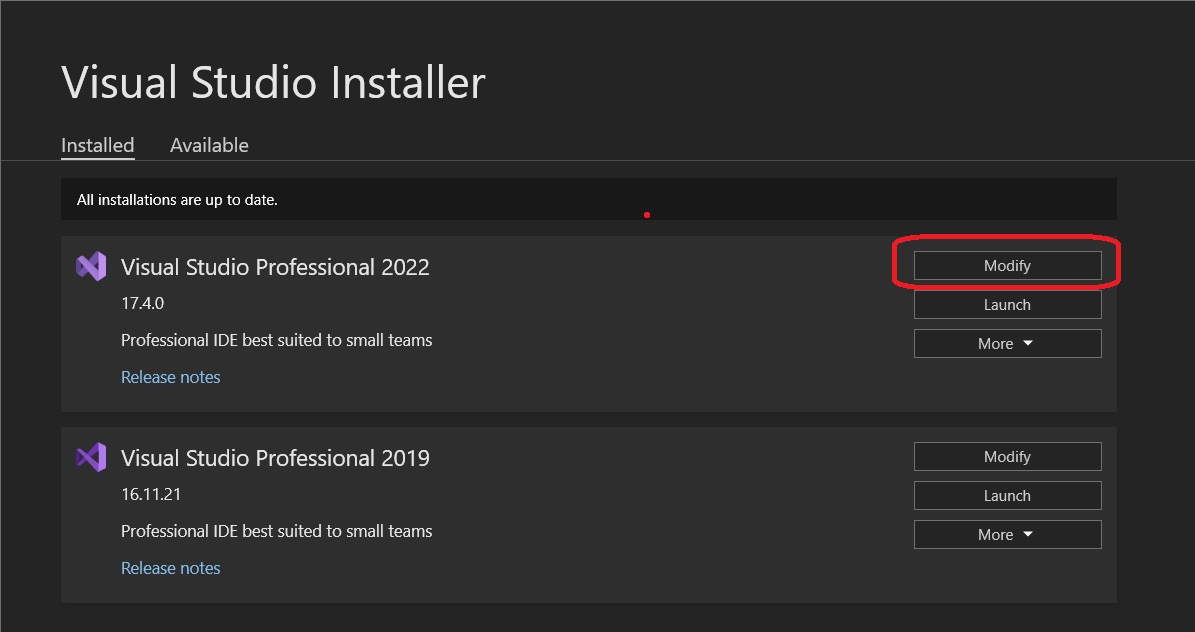 Visual Studio Installer
Installed Available
All installations are up to date.
Visual Studio Professional 2022
Modify
17.4.0
Launch
Professional IDE best suited to small teams
More
Release notes
Visual Studio Professional 2019
Modify
16.11.21
Launch
Professional IDE best suited to small teams
More
Release notes